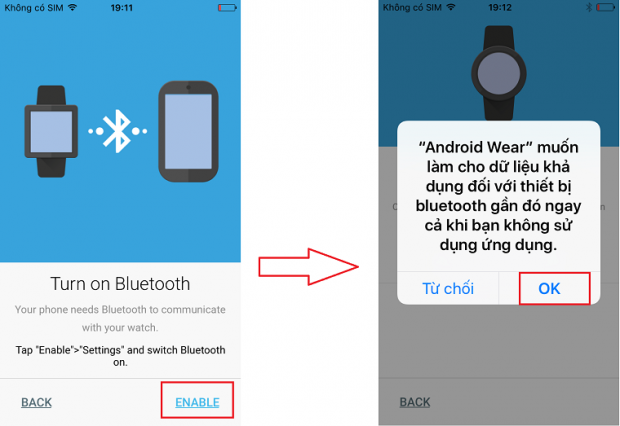 Không có SIM 19:11
Turn on Bluetooth
Your phone needs Bluetooth to communicate
with your watch.
Tap "Enable">"Settings" and switch Bluetooth
on.
BACK ENABLE
Không có SIM 19:12
“Android Wear” muốn
làm cho dữ liệu khả
dụng đối với thiết bị
bluetooth gần đó ngay
cả khi bạn không sử
dụng ứng dụng.
Từ chối OK
BACK